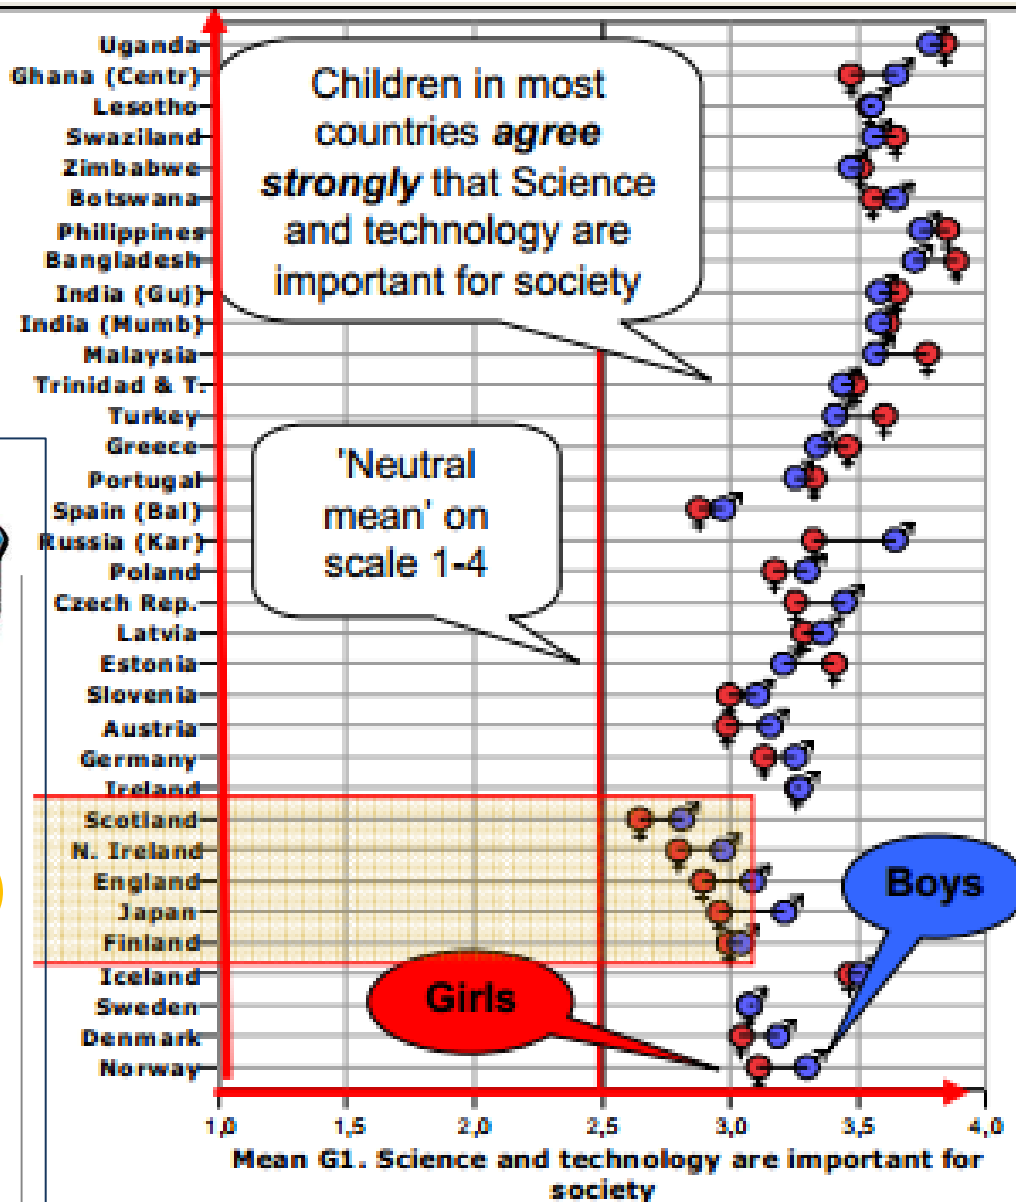 Uganda
Ghana (Centr)
Lesotho
Swaziland
Zimbabwe
Botswana
Philippines
Bangladesh
India (Guj)
India (Mumb)
Malaysia
Trinidad & T.
Turkey
Greece
Portugal
Spain (Bal)
Russia (Kar)
Poland
Czech Rep.
Latvia
Estonia
Slovenia
Austria
Germany
Ireland
Scotland
N. Ireland
England
Japan
Finland
Iceland
Sweden
Denmark
Norway
Children in most
countries agree
strongly that Science
and technology are
important for society
'Neutral
mean' on
scale 1-4
Boys
Girls
1,0 1,5 2,0 2,5 3,0 3,5 4,0
Mean G1. Science and technology are important for
society